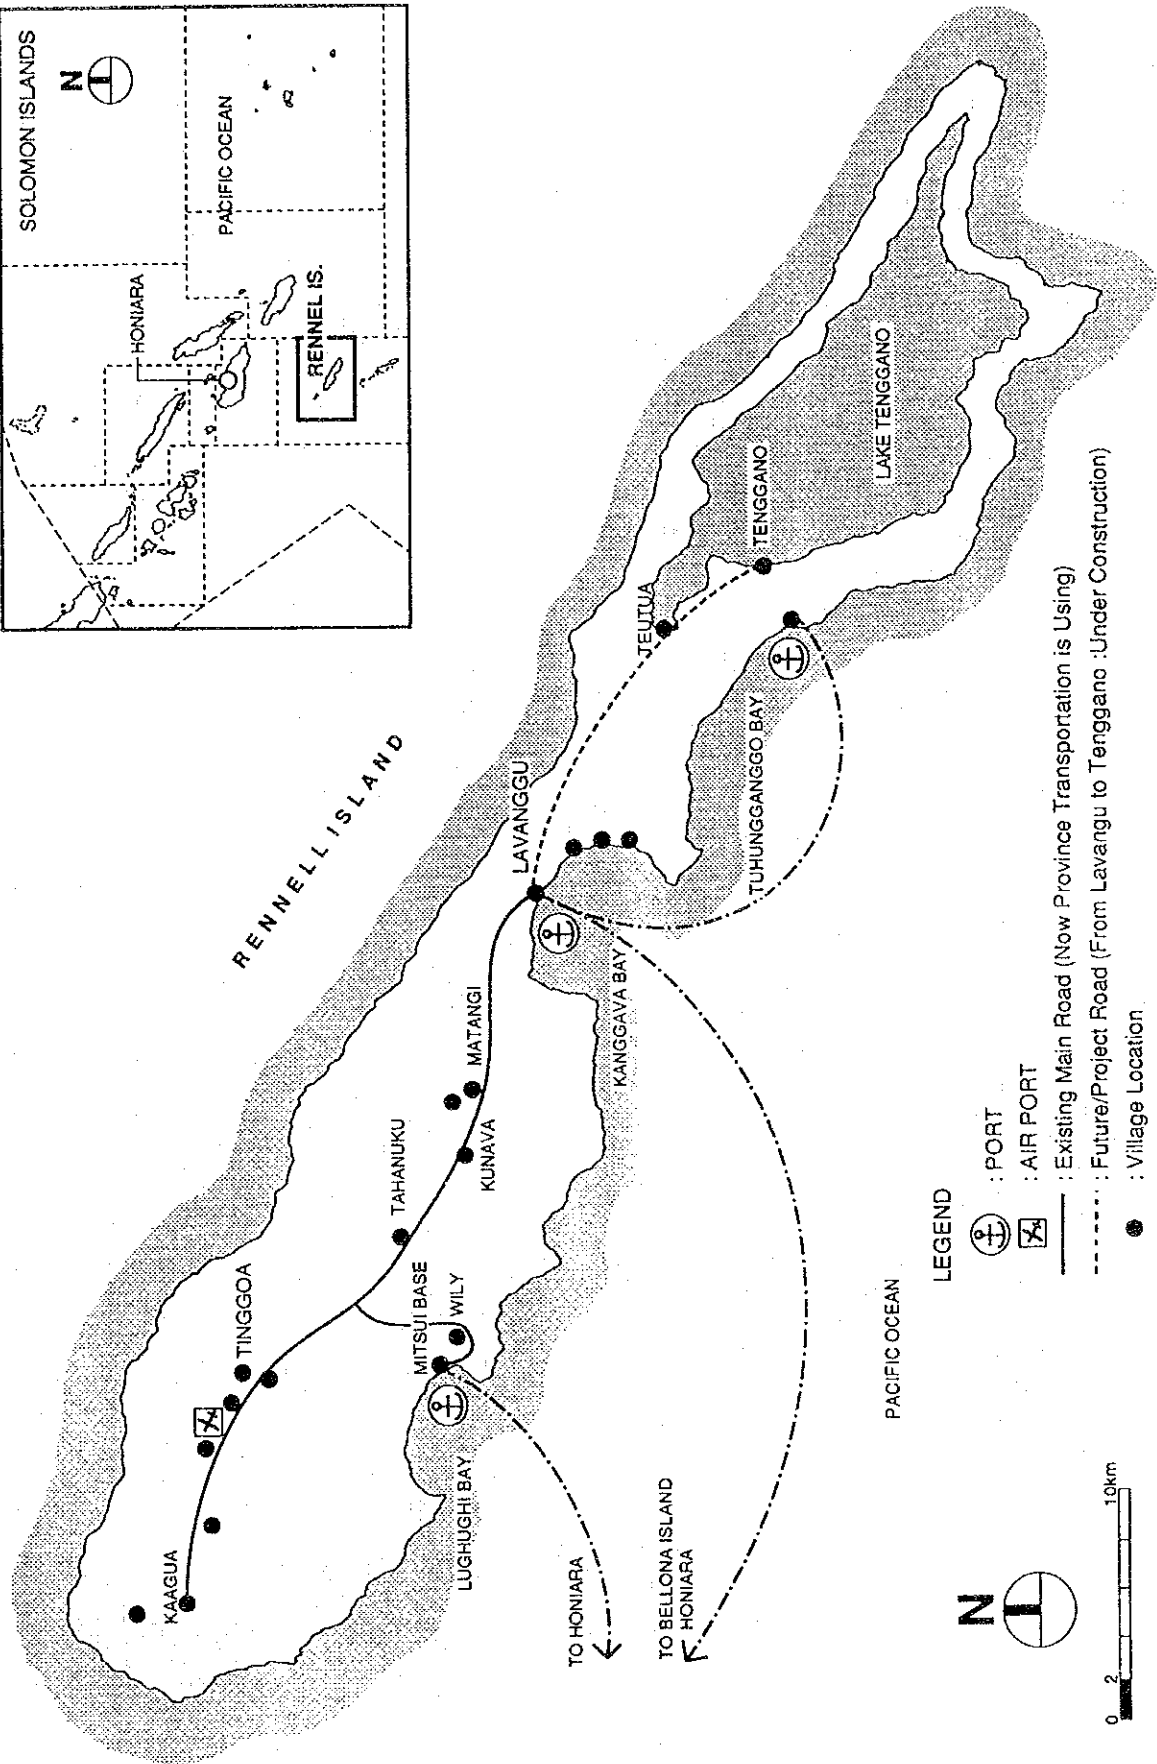 SOLOMON ISLANDS
N
HONIARA
PACIFIC OCEAN
RENNEL IS.
RENNELL ISLAND
KAAGUA
TINGGOA
TAHANUKU
MITSUI BASE
WILY
KUNAVA
MATANGI
LAVANGGU
TEUTUA
TENGGANO
LAKE TENGGANO
LUGHUGHI BAY
KANGGAVA BAY
TUHUNGGANGO BAY
TO HONIARA
TO BELLONA ISLAND
HONIARA
PACIFIC OCEAN
N
0 2 10km
LEGEND
: PORT
: AIR PORT
: Existing Main Road (Now Province Transportation is Using)
: Future/Project Road (From Lavangu to Tenggano :Under Construction)
: Village Location